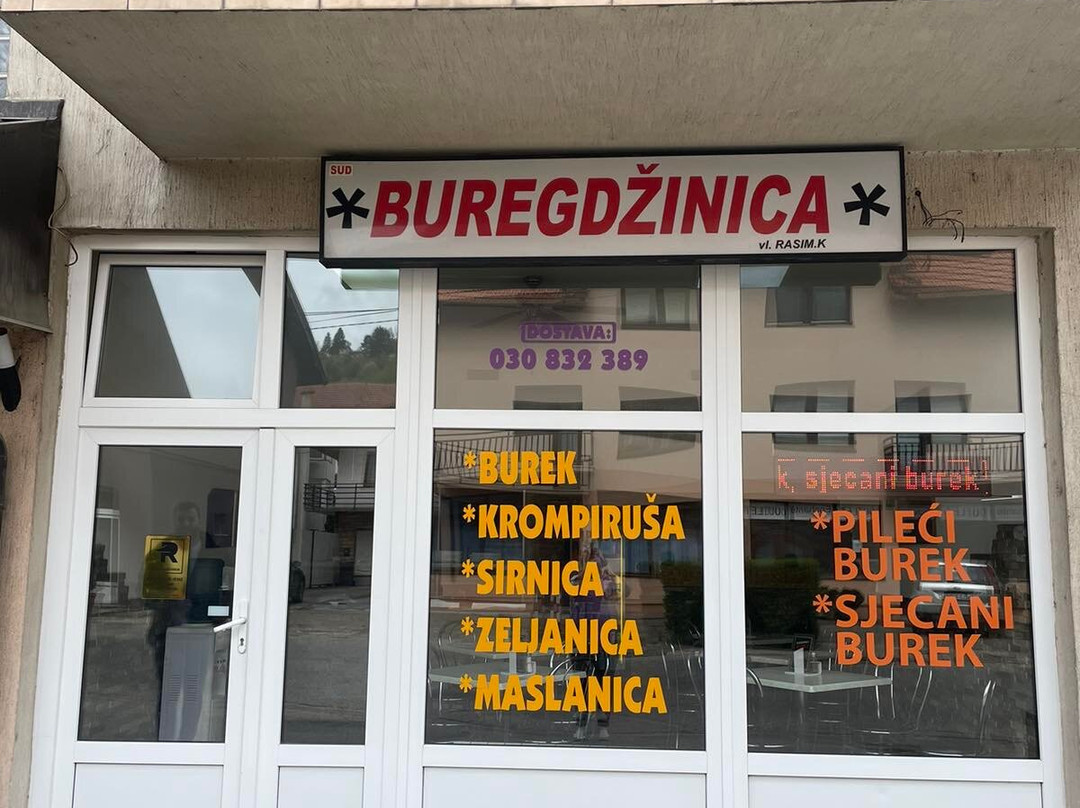 SUD
*BUREGDŽINICA*
vl. RASIM.K
DOSTAVA:
030 832 389
*BUREK
*KROMPIRUŠA
*SIRNICA
*ZELJANICA
*MASLANICA
k, sjecani burek!
*PILEĆI
BUREK
*SJECANI
BUREK
R